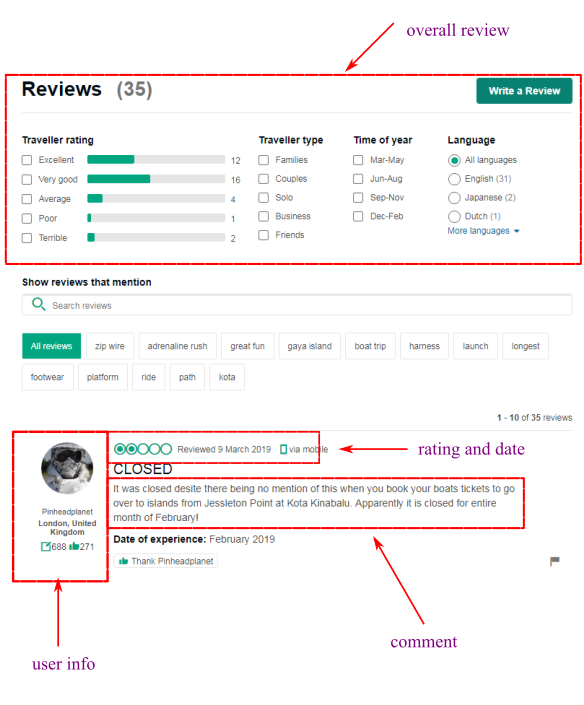 overall review
Reviews (35)
Write a Review
Traveller rating
Traveller type
Time of year
Language
Excellent 12
Families
Mar-May
All languages
Very good 16
Couples
Jun-Aug
English (31)
Average 4
Solo
Sep-Nov
Japanese (2)
Poor 1
Business
Dec-Feb
Dutch (1)
Terrible 2
Friends
More languages
Show reviews that mention
Search reviews
All reviews
zip wire
adrenaline rush
great fun
gaya island
boat trip
harness
launch
longest
footwear
platform
ride
path
kota
1 - 10 of 35 reviews
Reviewed 9 March 2019 via mobile
rating and date
CLOSED
It was closed desite there being no mention of this when you book your boats tickets to go
over to islands from Jessleton Point at Kota Kinabalu. Apparently it is closed for entire
month of February!
Pinheadplanet
London, United
Kingdom
688 271
Date of experience: February 2019
Thank Pinheadplanet
comment
user info